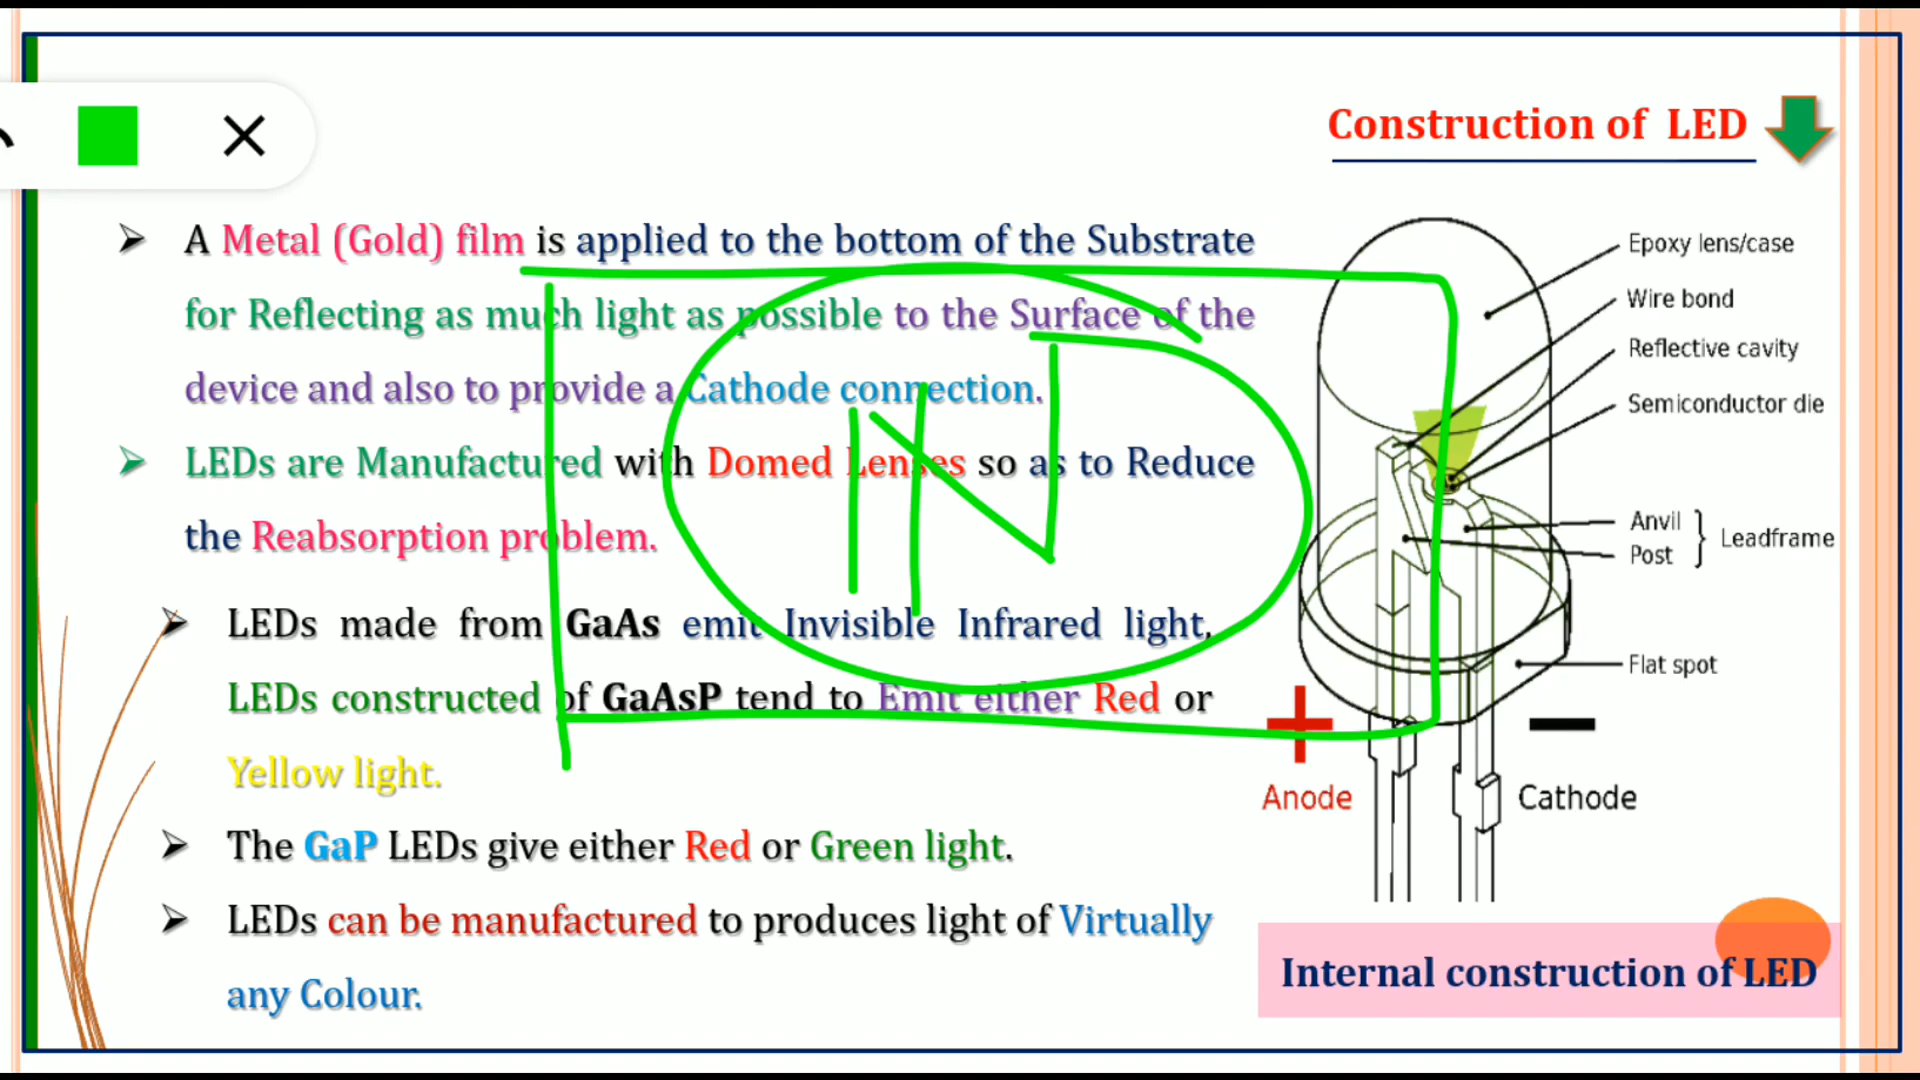 Construction of LED
A Metal (Gold) film is applied to the bottom of the Substrate
for Reflecting as much light as possible to the Surface of the
device and also to provide a Cathode connection.
LEDs are Manufactured with Domed Lenses so as to Reduce
the Reabsorption problem.
LEDs made from GaAs emit Invisible Infrared light,
LEDs constructed of GaAsP tend to Emit either Red or
Yellow light.
The GaP LEDs give either Red or Green light.
LEDs can be manufactured to produces light of Virtually
any Colour.
IN
Epoxy lens/case
Wire bond
Reflective cavity
Semiconductor die
Anvil
Post
Leadframe
Flat spot
+ −
Anode Cathode
Internal construction of LED